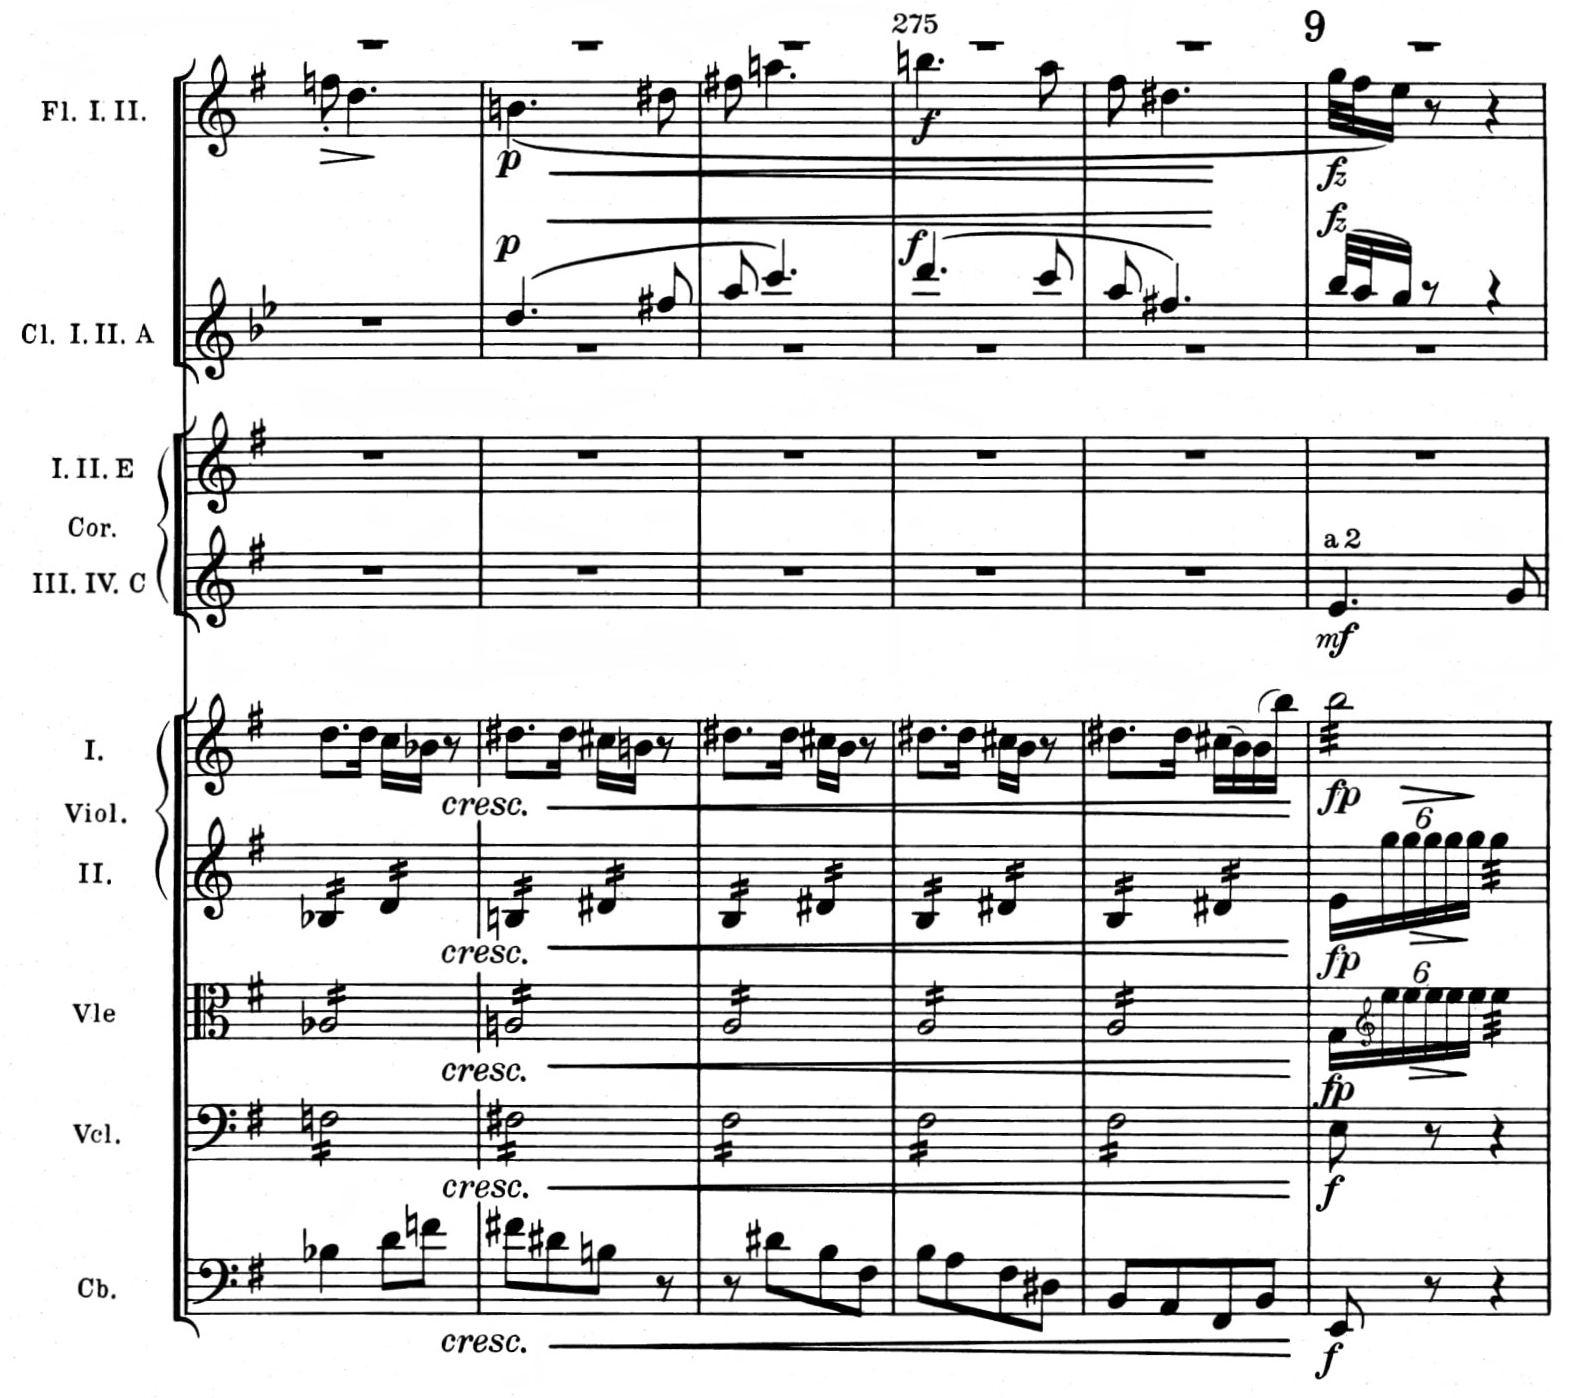 275
9
Fl. I. II.
f
p
fz
fz
p
f
Cl. I. II. A
I. II. E
Cor.
a 2
III. IV. C
mf
I.
cresc.
fp
Viol.
6
II.
cresc.
fp
6
Vle
cresc.
fp
Vcl.
cresc.
f
Cb.
cresc.
f